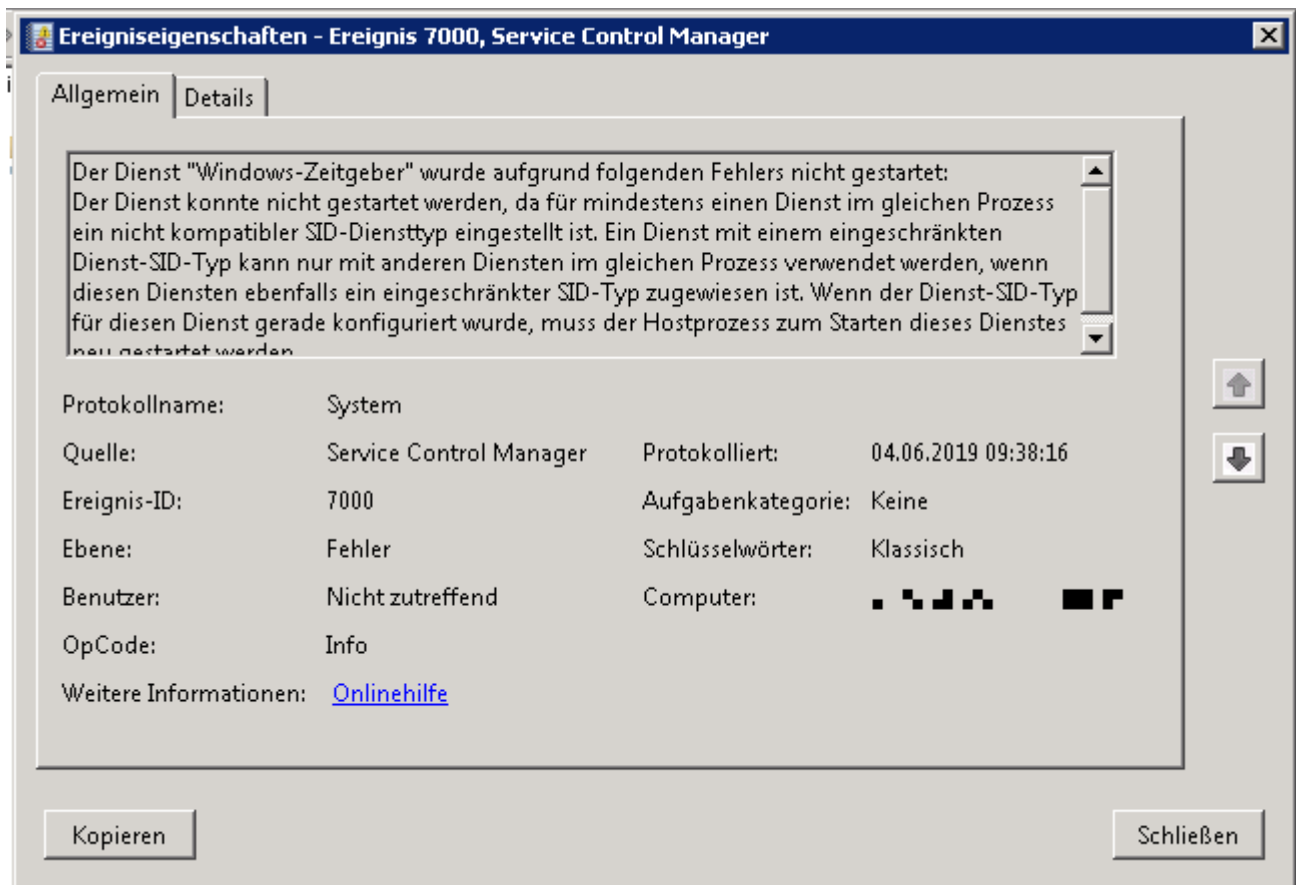 Ereigniseigenschaften - Ereignis 7000, Service Control Manager
Allgemein
Details
Der Dienst "Windows-Zeitgeber" wurde aufgrund folgenden Fehlers nicht gestartet:
Der Dienst konnte nicht gestartet werden, da für mindestens einen Dienst im gleichen Prozess
ein nicht kompatibler SID-Diensttyp eingestellt ist. Ein Dienst mit einem eingeschränkten
Dienst-SID-Typ kann nur mit anderen Diensten im gleichen Prozess verwendet werden, wenn
diesen Diensten ebenfalls ein eingeschränkter SID-Typ zugewiesen ist. Wenn der Dienst-SID-Typ
für diesen Dienst gerade konfiguriert wurde, muss der Hostprozess zum Starten dieses Dienstes
neu gestartet werden
Protokollname: System
Quelle: Service Control Manager Protokolliert: 04.06.2019 09:38:16
Ereignis-ID: 7000 Aufgabenkategorie: Keine
Ebene: Fehler Schlüsselwörter: Klassisch
Benutzer: Nicht zutreffend Computer:
OpCode: Info
Weitere Informationen: Onlinehilfe
Kopieren Schließen